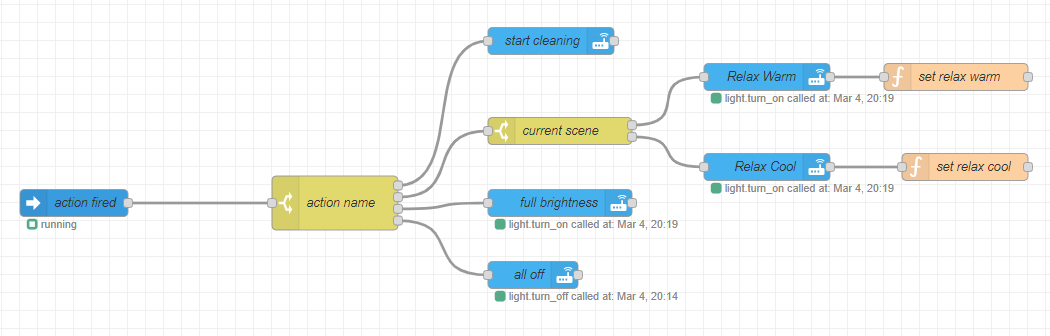 start cleaning
Relax Warm
set relax warm
light.turn_on called at: Mar 4, 20:19
current scene
Relax Cool
set relax cool
light.turn_on called at: Mar 4, 20:19
action fired
running
action name
full brightness
light.turn_on called at: Mar 4, 20:19
all off
light.turn_off called at: Mar 4, 20:14